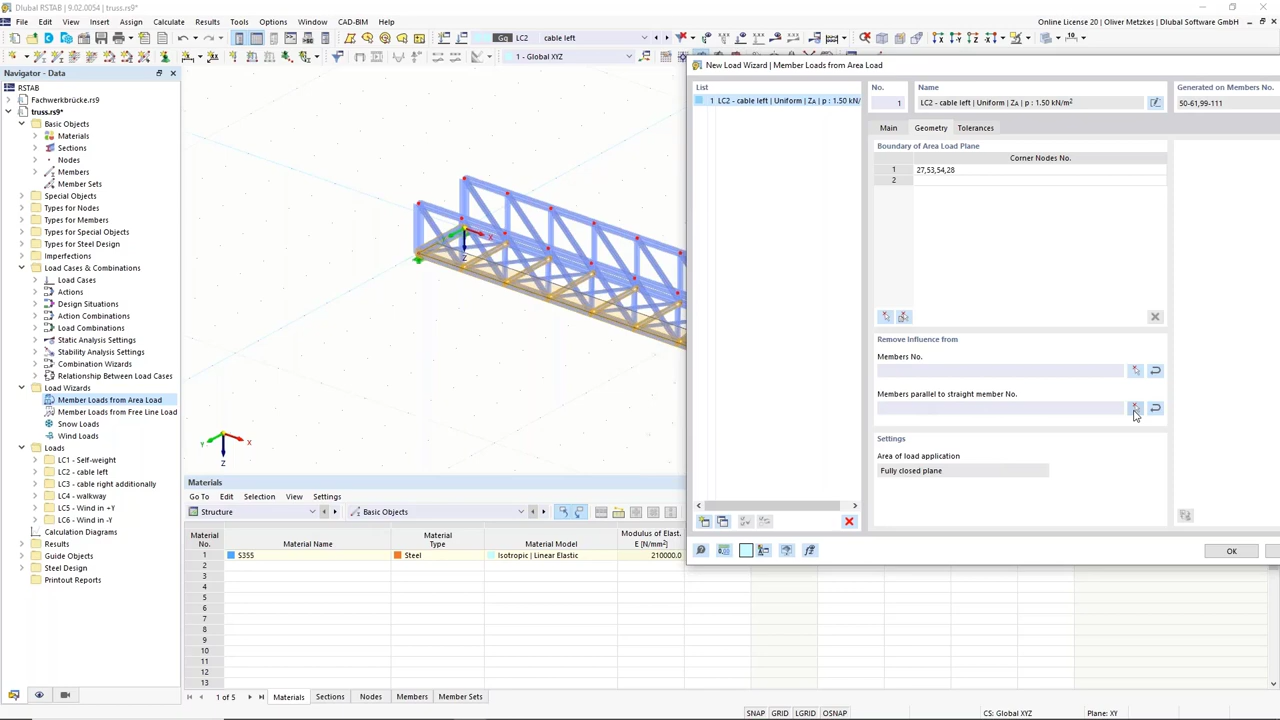 Dlubal RSTAB | 9.02.0054 | truss.rs9*
File Edit View Insert Assign Calculate Results Tools Options Window CAD-BIM Help
Online License 20 | Oliver Metzkes | Dlubal Software GmbH
Gq LC2 cable left
1 - Global XYZ
Navigator - Data
RSTAB
Fachwerkbrücke.rs9
truss.rs9*
Basic Objects
Materials
Sections
Nodes
Members
Member Sets
Special Objects
Types for Nodes
Types for Members
Types for Special Objects
Types for Steel Design
Imperfections
Load Cases & Combinations
Load Cases
Actions
Design Situations
Action Combinations
Load Combinations
Static Analysis Settings
Stability Analysis Settings
Combination Wizards
Relationship Between Load Cases
Load Wizards
Member Loads from Area Load
Member Loads from Free Line Load
Snow Loads
Wind Loads
Loads
LC1 - Self-weight
LC2 - cable left
LC3 - cable right additionally
LC4 - walkway
LC5 - Wind in +Y
LC6 - Wind in -Y
Calculation Diagrams
Results
Guide Objects
Steel Design
Printout Reports
X
Z
Y
X
Z
New Load Wizard | Member Loads from Area Load
List
1 LC2 - cable left | Uniform | ZA | p : 1.50 kN/
No.
1
Name
LC2 - cable left | Uniform | ZA | p : 1.50 kN/m²
Generated on Members No.
50-61,99-111
Main Geometry Tolerances
Boundary of Area Load Plane
Corner Nodes No.
1 27,53,54,28
2
Remove Influence from
Members No.
Members parallel to straight member No.
Settings
Area of load application
Fully closed plane
OK
Materials
Go To Edit Selection View Settings
Structure
Basic Objects
Material No. Material Name Material Type Material Model Modulus of Elast. E [N/mm²]
1 S355 Steel Isotropic | Linear Elastic 210000.0
2
3
4
5
6
7
8
9
10
11
12
13
1 of 5 Materials Sections Nodes Members Member Sets
SNAP GRID LGRID OSNAP CS: Global XYZ Plane: XY